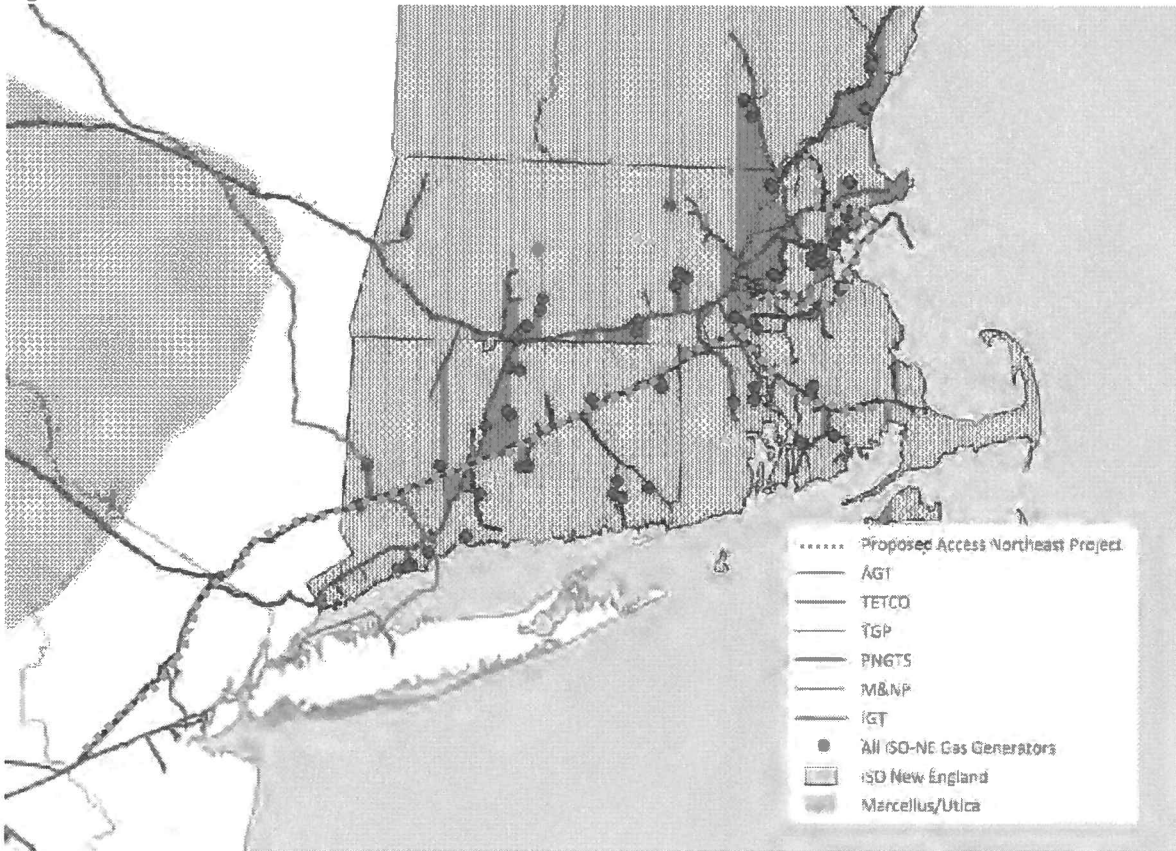 Proposed Access Northeast Project
AGT
TETCO
TGP
PNGTS
M&NP
IGT
All ISO-NE Gas Generators
ISO New England
Marcellus/Utica